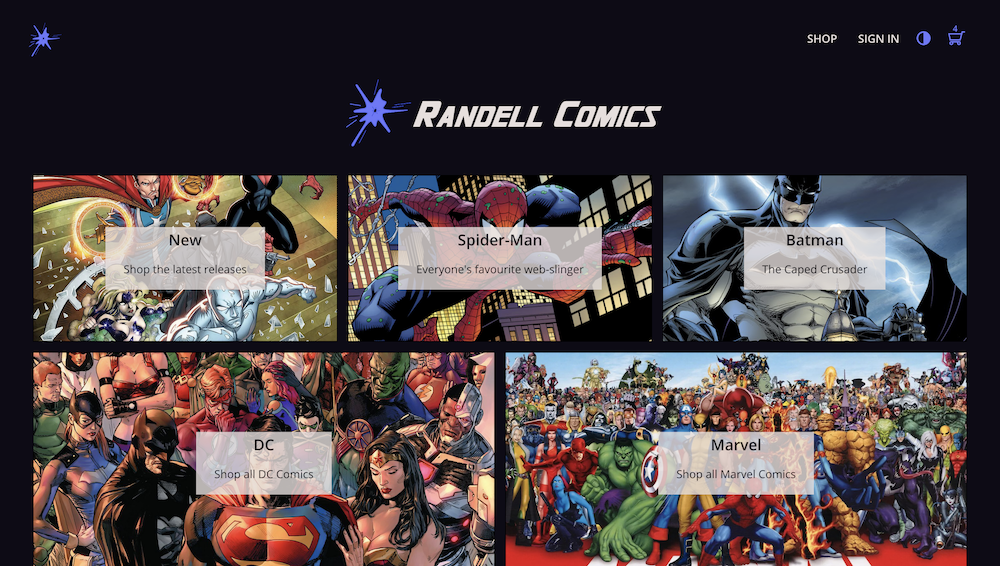 SHOP
SIGN IN
4
RANDELL COMICS
New
Shop the latest releases
Spider-Man
Everyone's favourite web-slinger
Batman
The Caped Crusader
DC
Shop all DC Comics
Marvel
Shop all Marvel Comics